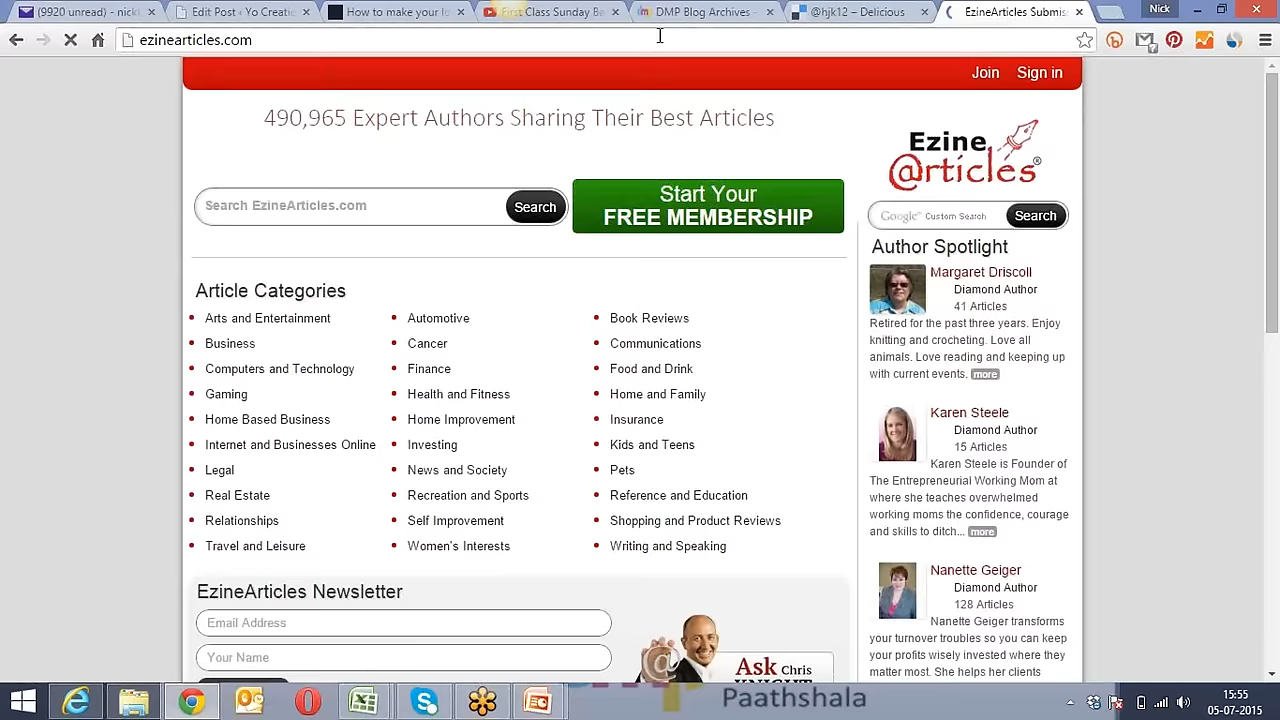 (9920 unread) - nicki
Edit Post ‹ Yo Creative
How to make your lo
First Class Sunday Ba
DMP Blog Archives -
@hjk12 – Delicious
EzineArticles Submis
Nick
ezinearticles.com
Join
Sign in
490,965 Expert Authors Sharing Their Best Articles
Ezine
@rticles®
Search EzineArticles.com
Search
Start Your
FREE MEMBERSHIP
Google™ Custom Search
Search
Article Categories
Arts and Entertainment
Automotive
Book Reviews
Business
Cancer
Communications
Computers and Technology
Finance
Food and Drink
Gaming
Health and Fitness
Home and Family
Home Based Business
Home Improvement
Insurance
Internet and Businesses Online
Investing
Kids and Teens
Legal
News and Society
Pets
Real Estate
Recreation and Sports
Reference and Education
Relationships
Self Improvement
Shopping and Product Reviews
Travel and Leisure
Women's Interests
Writing and Speaking
EzineArticles Newsletter
Email Address
Your Name
Ask Chris
KNIGHT
Author Spotlight
Margaret Driscoll
Diamond Author
41 Articles
Retired for the past three years. Enjoy
knitting and crocheting. Love all
animals. Love reading and keeping up
with current events. more
Karen Steele
Diamond Author
15 Articles
Karen Steele is Founder of
The Entrepreneurial Working Mom at
where she teaches overwhelmed
working moms the confidence, courage
and skills to ditch... more
Nanette Geiger
Diamond Author
128 Articles
Nanette Geiger transforms
your turnover troubles so you can keep
your profits wisely invested where they
matter most. She helps her clients
Paathshala
15:55
05-07-2015